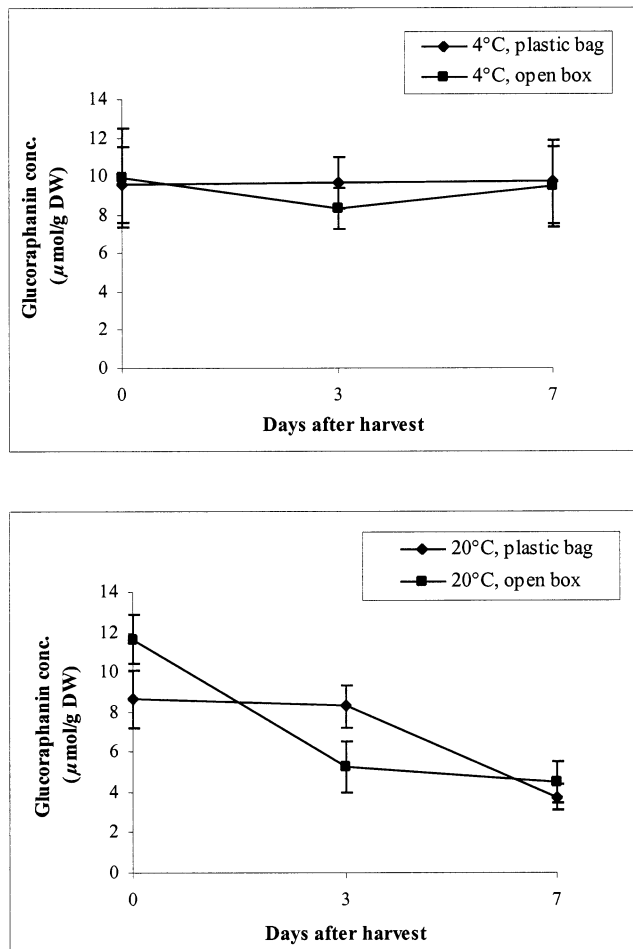 4°C, plastic bag
4°C, open box
14
12
10
8
6
4
2
0
Glucoraphanin conc.
(µmol/g DW)
0 3 7
Days after harvest
20°C, plastic bag
20°C, open box
14
12
10
8
6
4
2
0
Glucoraphanin conc.
(µmol/g DW)
0 3 7
Days after harvest